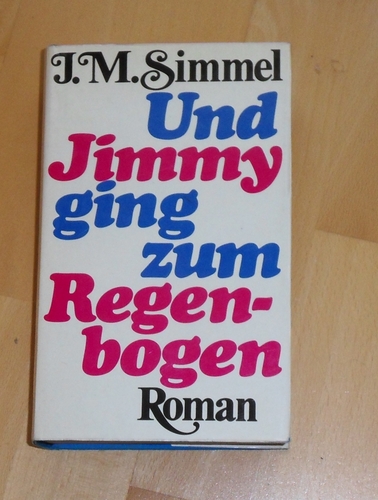 J.M.Simmel
Und
Jimmy
ging
zum
Regen-
bogen
Roman